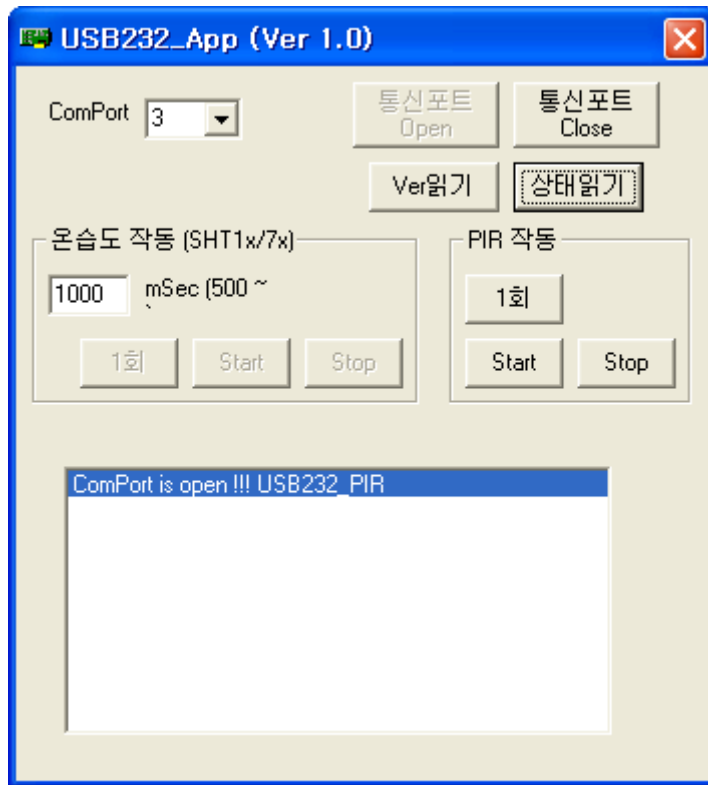 USB232_App (Ver 1.0)
ComPort
3
통신포트
Open
통신포트
Close
Ver읽기
상태읽기
온습도 작동 (SHT1x/7x)
1000
mSec (500 ~
1회
Start
Stop
PIR 작동
1회
Start
Stop
ComPort is open !!! USB232_PIR